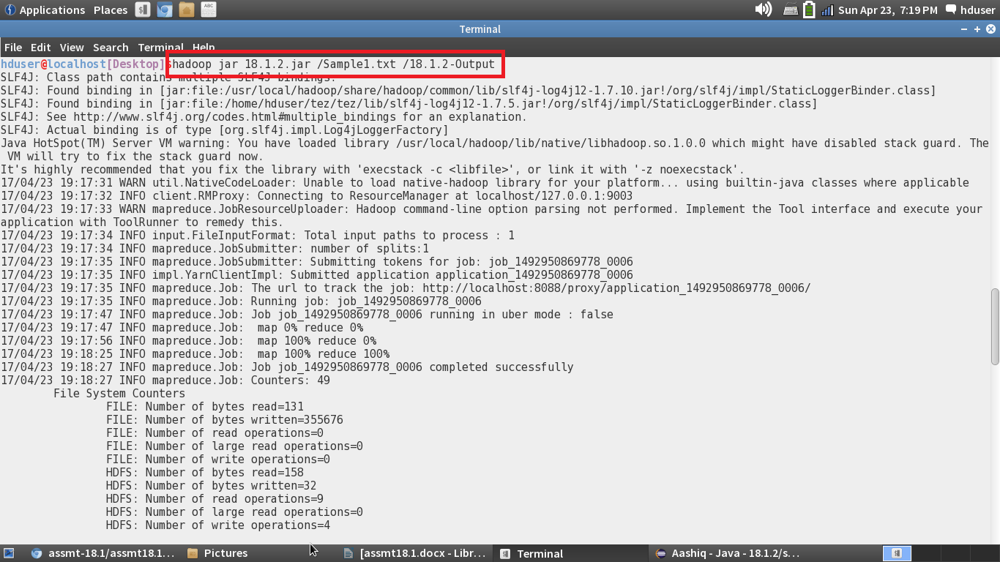 Applications Places ABC Sun Apr 23, 7:19 PM hduser
Terminal
File Edit View Search Terminal Help
hduser@localhost[Desktop]$hadoop jar 18.1.2.jar /Sample1.txt /18.1.2-Output
SLF4J: Class path contains multiple SLF4J bindings.
SLF4J: Found binding in [jar:file:/usr/local/hadoop/share/hadoop/common/lib/slf4j-log4j12-1.7.10.jar!/org/slf4j/impl/StaticLoggerBinder.class]
SLF4J: Found binding in [jar:file:/home/hduser/tez/tez/lib/slf4j-log4j12-1.7.5.jar!/org/slf4j/impl/StaticLoggerBinder.class]
SLF4J: See http://www.slf4j.org/codes.html#multiple_bindings for an explanation.
SLF4J: Actual binding is of type [org.slf4j.impl.Log4jLoggerFactory]
Java HotSpot(TM) Server VM warning: You have loaded library /usr/local/hadoop/lib/native/libhadoop.so.1.0.0 which might have disabled stack guard. The
 VM will try to fix the stack guard now.
It's highly recommended that you fix the library with 'execstack -c <libfile>', or link it with '-z noexecstack'.
17/04/23 19:17:31 WARN util.NativeCodeLoader: Unable to load native-hadoop library for your platform... using builtin-java classes where applicable
17/04/23 19:17:32 INFO client.RMProxy: Connecting to ResourceManager at localhost/127.0.0.1:9003
17/04/23 19:17:33 WARN mapreduce.JobResourceUploader: Hadoop command-line option parsing not performed. Implement the Tool interface and execute your
application with ToolRunner to remedy this.
17/04/23 19:17:34 INFO input.FileInputFormat: Total input paths to process : 1
17/04/23 19:17:34 INFO mapreduce.JobSubmitter: number of splits:1
17/04/23 19:17:35 INFO mapreduce.JobSubmitter: Submitting tokens for job: job_1492950869778_0006
17/04/23 19:17:35 INFO impl.YarnClientImpl: Submitted application application_1492950869778_0006
17/04/23 19:17:35 INFO mapreduce.Job: The url to track the job: http://localhost:8088/proxy/application_1492950869778_0006/
17/04/23 19:17:35 INFO mapreduce.Job: Running job: job_1492950869778_0006
17/04/23 19:17:47 INFO mapreduce.Job: Job job_1492950869778_0006 running in uber mode : false
17/04/23 19:17:47 INFO mapreduce.Job:  map 0% reduce 0%
17/04/23 19:17:56 INFO mapreduce.Job:  map 100% reduce 0%
17/04/23 19:18:25 INFO mapreduce.Job:  map 100% reduce 100%
17/04/23 19:18:27 INFO mapreduce.Job: Job job_1492950869778_0006 completed successfully
17/04/23 19:18:27 INFO mapreduce.Job: Counters: 49
File System Counters
FILE: Number of bytes read=131
FILE: Number of bytes written=355676
FILE: Number of read operations=0
FILE: Number of large read operations=0
FILE: Number of write operations=0
HDFS: Number of bytes read=158
HDFS: Number of bytes written=32
HDFS: Number of read operations=9
HDFS: Number of large read operations=0
HDFS: Number of write operations=4
assmt-18.1/assmt18.1... Pictures [assmt18.1.docx - Libr... Terminal Aashiq - Java - 18.1.2/s...